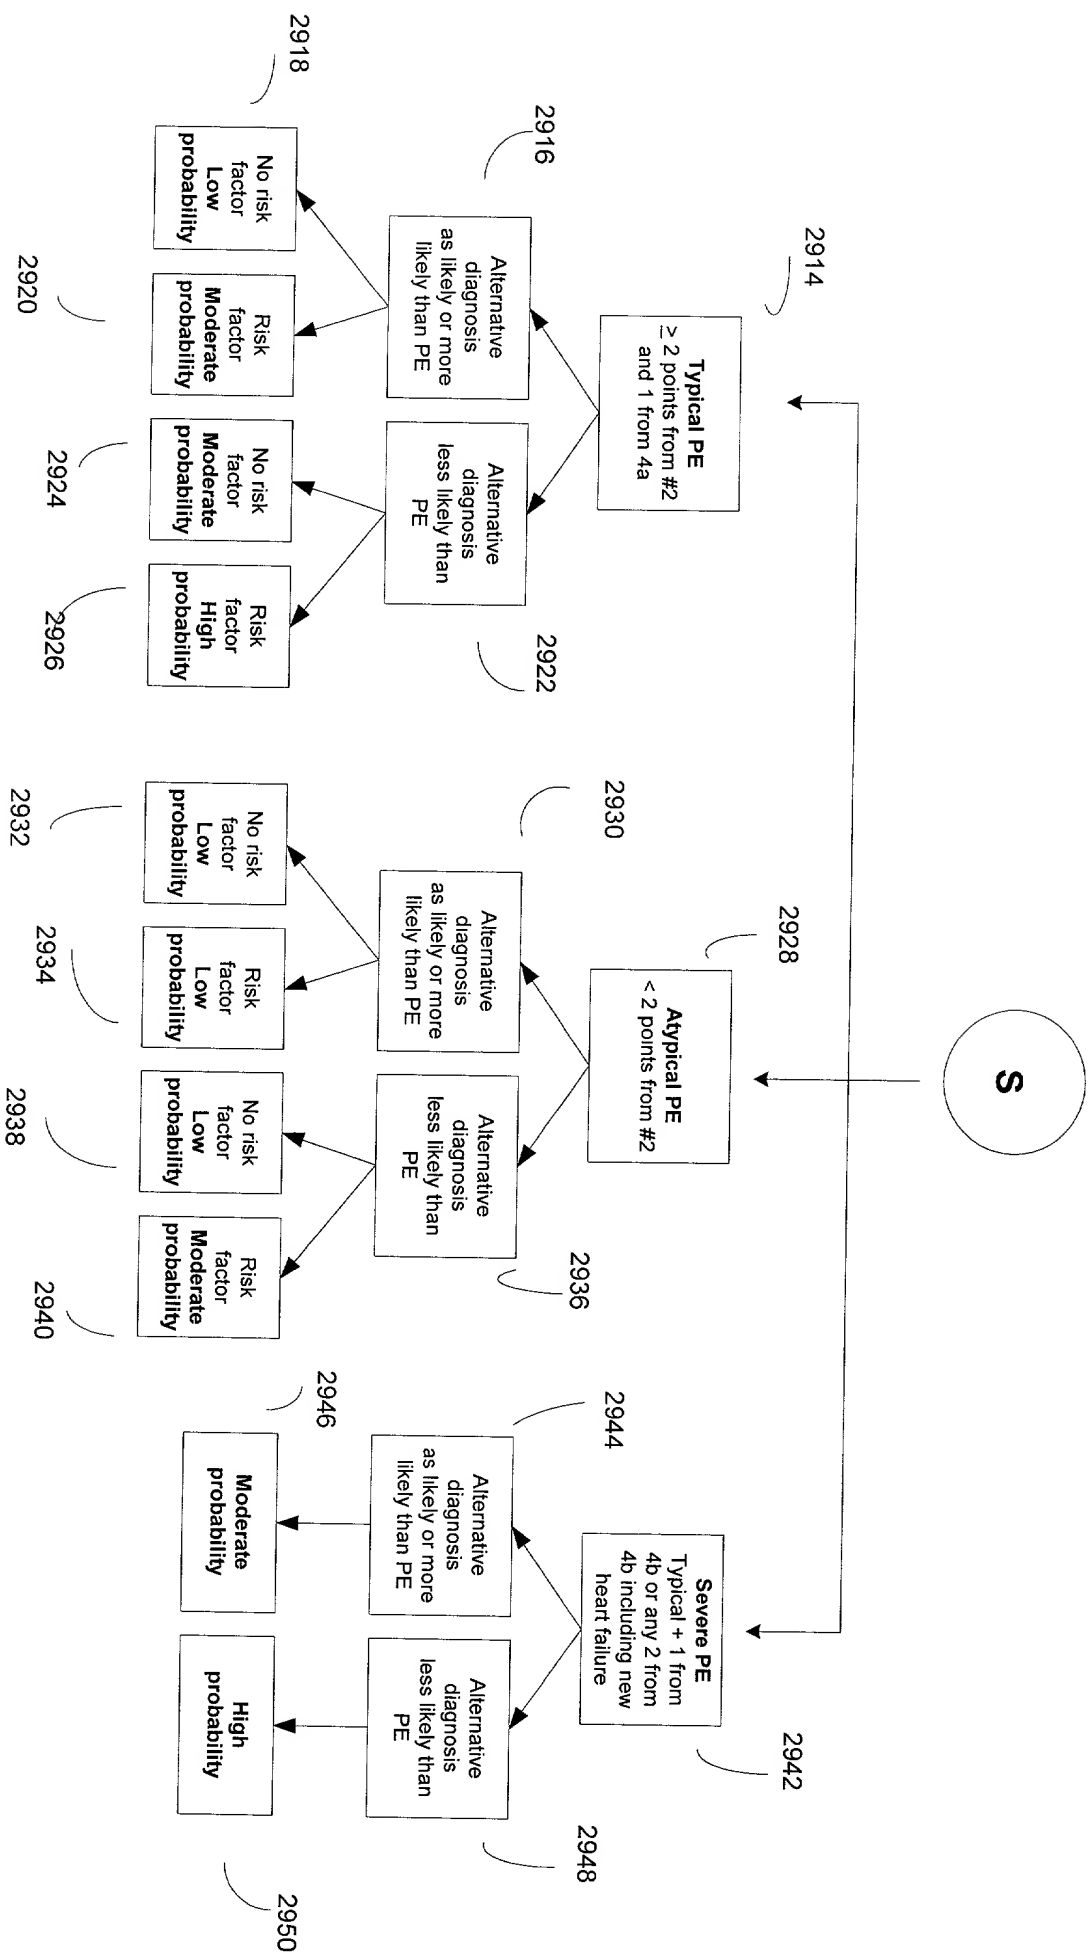 S
2914
Typical PE
≥ 2 points from #2
and 1 from 4a
2916
Alternative
diagnosis
as likely or more
likely than PE
2918
No risk
factor
Low
probability
2920
Risk
factor
Moderate
probability
2922
Alternative
diagnosis
less likely than
PE
2924
No risk
factor
Moderate
probability
2926
Risk
factor
High
probability
2928
Atypical PE
< 2 points from #2
2930
Alternative
diagnosis
as likely or more
likely than PE
2932
No risk
factor
Low
probability
2934
Risk
factor
Low
probability
2936
Alternative
diagnosis
less likely than
PE
2938
No risk
factor
Low
probability
2940
Risk
factor
Moderate
probability
2942
Severe PE
Typical + 1 from
4b or any 2 from
4b including new
heart failure
2944
Alternative
diagnosis
as likely or more
likely than PE
2946
Moderate
probability
2948
Alternative
diagnosis
less likely than
PE
2950
High
probability